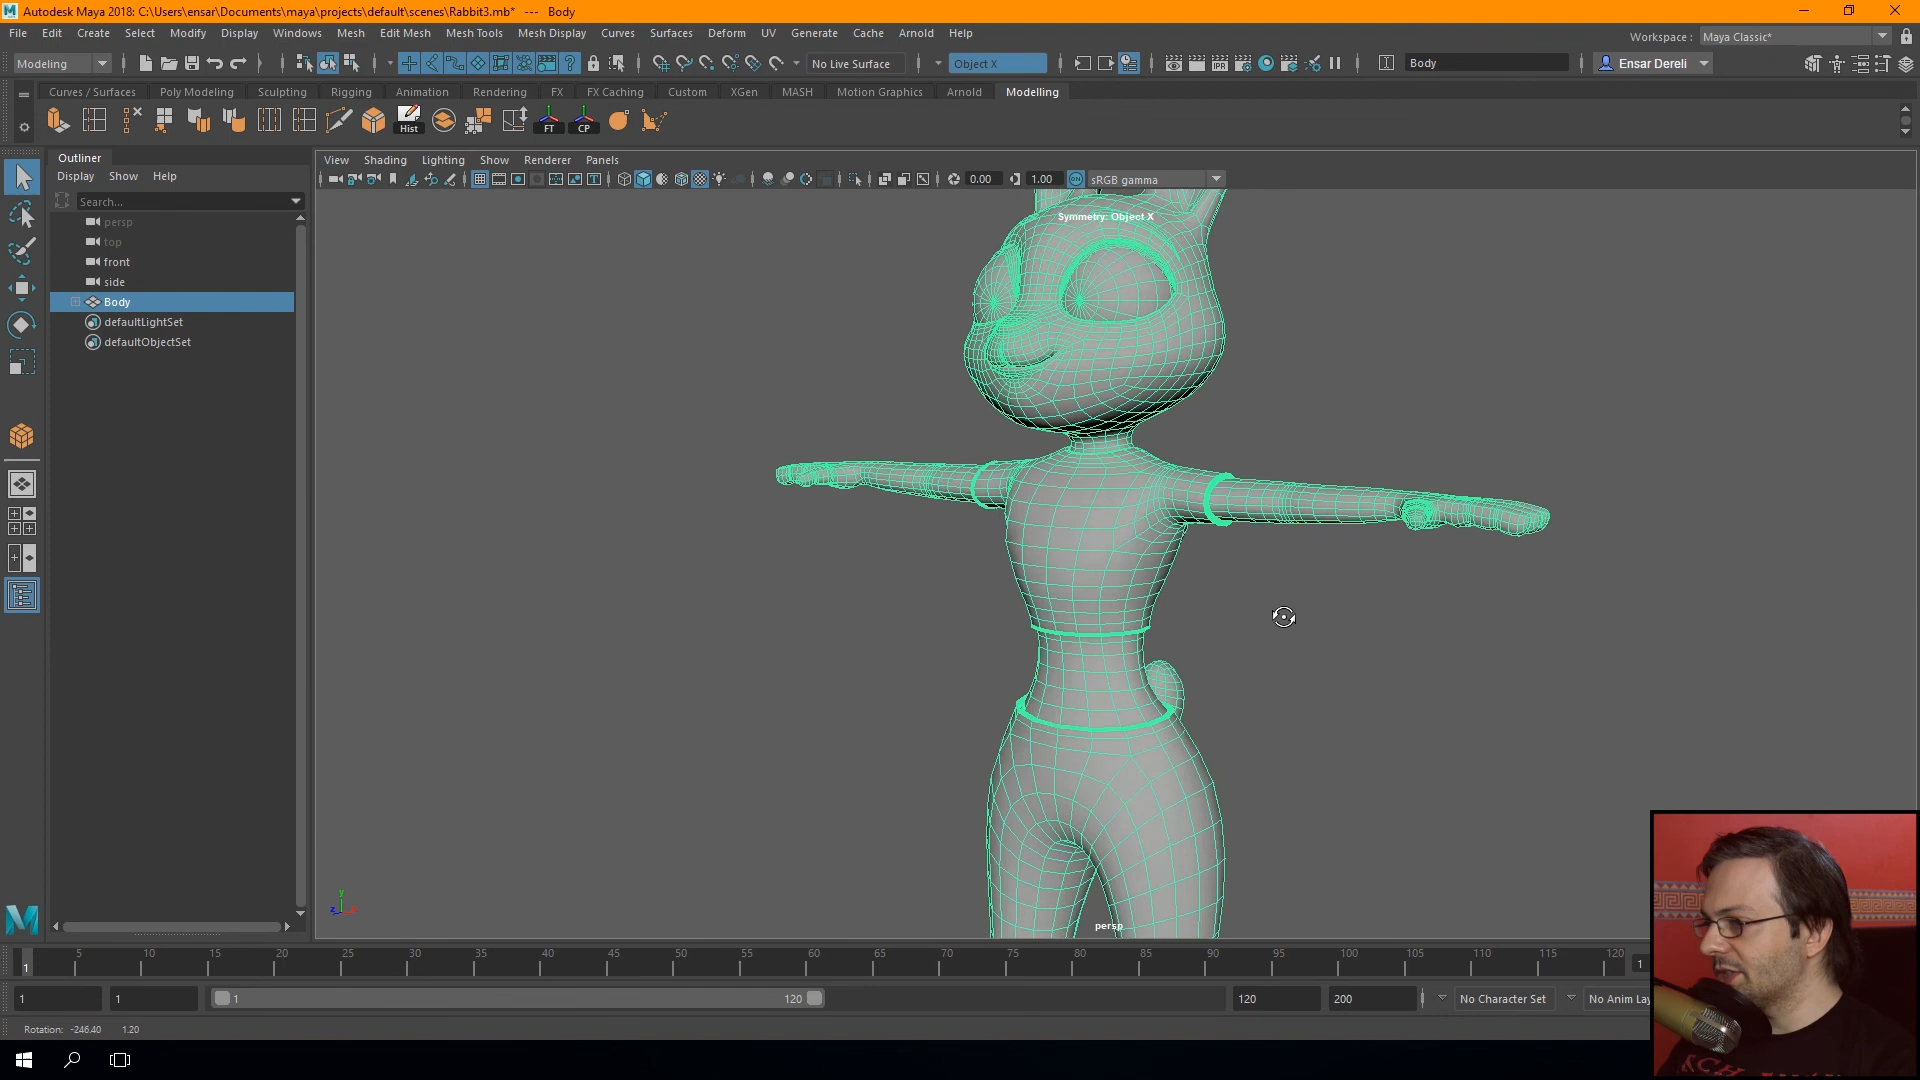 Autodesk Maya 2018: C:\Users\ensar\Documents\maya\projects\default\scenes\Rabbit3.mb* --- Body
File Edit Create Select Modify Display Windows Mesh Edit Mesh Mesh Tools Mesh Display Curves Surfaces Deform UV Generate Cache Arnold Help
Workspace : Maya Classic*
Modeling
No Live Surface
Object X
IPR
Body
Ensar Dereli
Curves / Surfaces Poly Modeling Sculpting Rigging Animation Rendering FX FX Caching Custom XGen MASH Motion Graphics Arnold Modelling
Hist FT CP
Outliner
Display Show Help
Search...
persp
top
front
side
Body
defaultLightSet
defaultObjectSet
View Shading Lighting Show Renderer Panels
0.00 1.00 ON sRGB gamma
Symmetry: Object X
persp
y
z x
1 5 10 15 20 25 30 35 40 45 50 55 60 65 70 75 80 85 90 95 100 105 110 115 120 1
1 1 1 120 120 200 No Character Set No Anim Lay
Rotation: -246.40 1.20